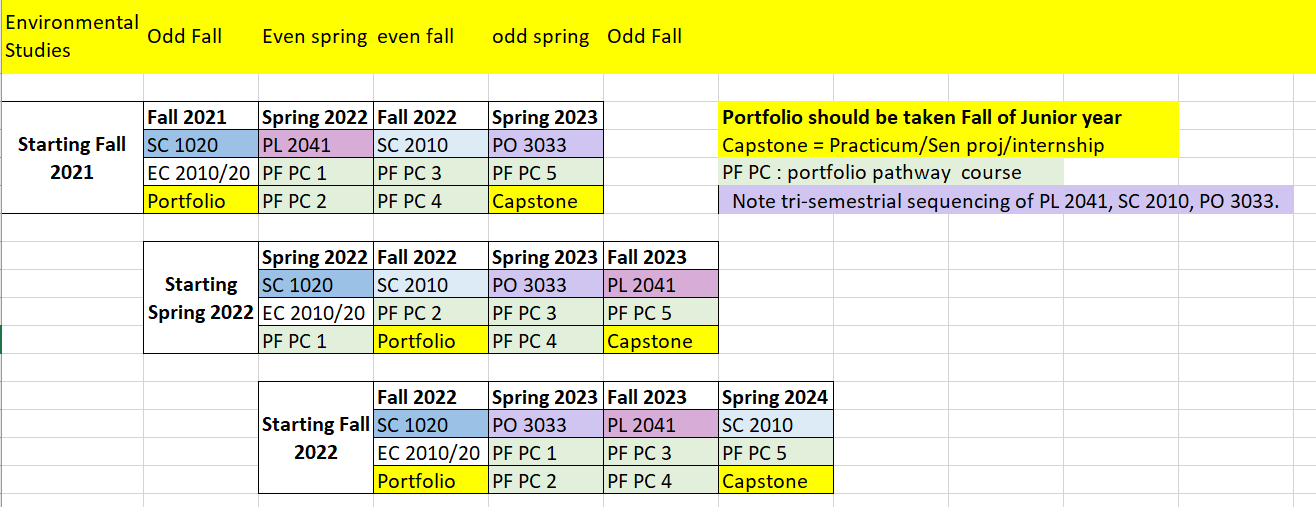 Environmental Studies Odd Fall Even spring even fall odd spring Odd Fall
Fall 2021 Spring 2022 Fall 2022 Spring 2023 Portfolio should be taken Fall of Junior year
Starting Fall 2021 SC 1020 PL 2041 SC 2010 PO 3033 Capstone = Practicum/Sen proj/internship
EC 2010/20 PF PC 1 PF PC 3 PF PC 5 PF PC : portfolio pathway course
Portfolio PF PC 2 PF PC 4 Capstone Note tri-semestrial sequencing of PL 2041, SC 2010, PO 3033.
Spring 2022 Fall 2022 Spring 2023 Fall 2023
Starting Spring 2022 SC 1020 SC 2010 PO 3033 PL 2041
EC 2010/20 PF PC 2 PF PC 3 PF PC 5
PF PC 1 Portfolio PF PC 4 Capstone
Fall 2022 Spring 2023 Fall 2023 Spring 2024
Starting Fall 2022 SC 1020 PO 3033 PL 2041 SC 2010
EC 2010/20 PF PC 1 PF PC 3 PF PC 5
Portfolio PF PC 2 PF PC 4 Capstone